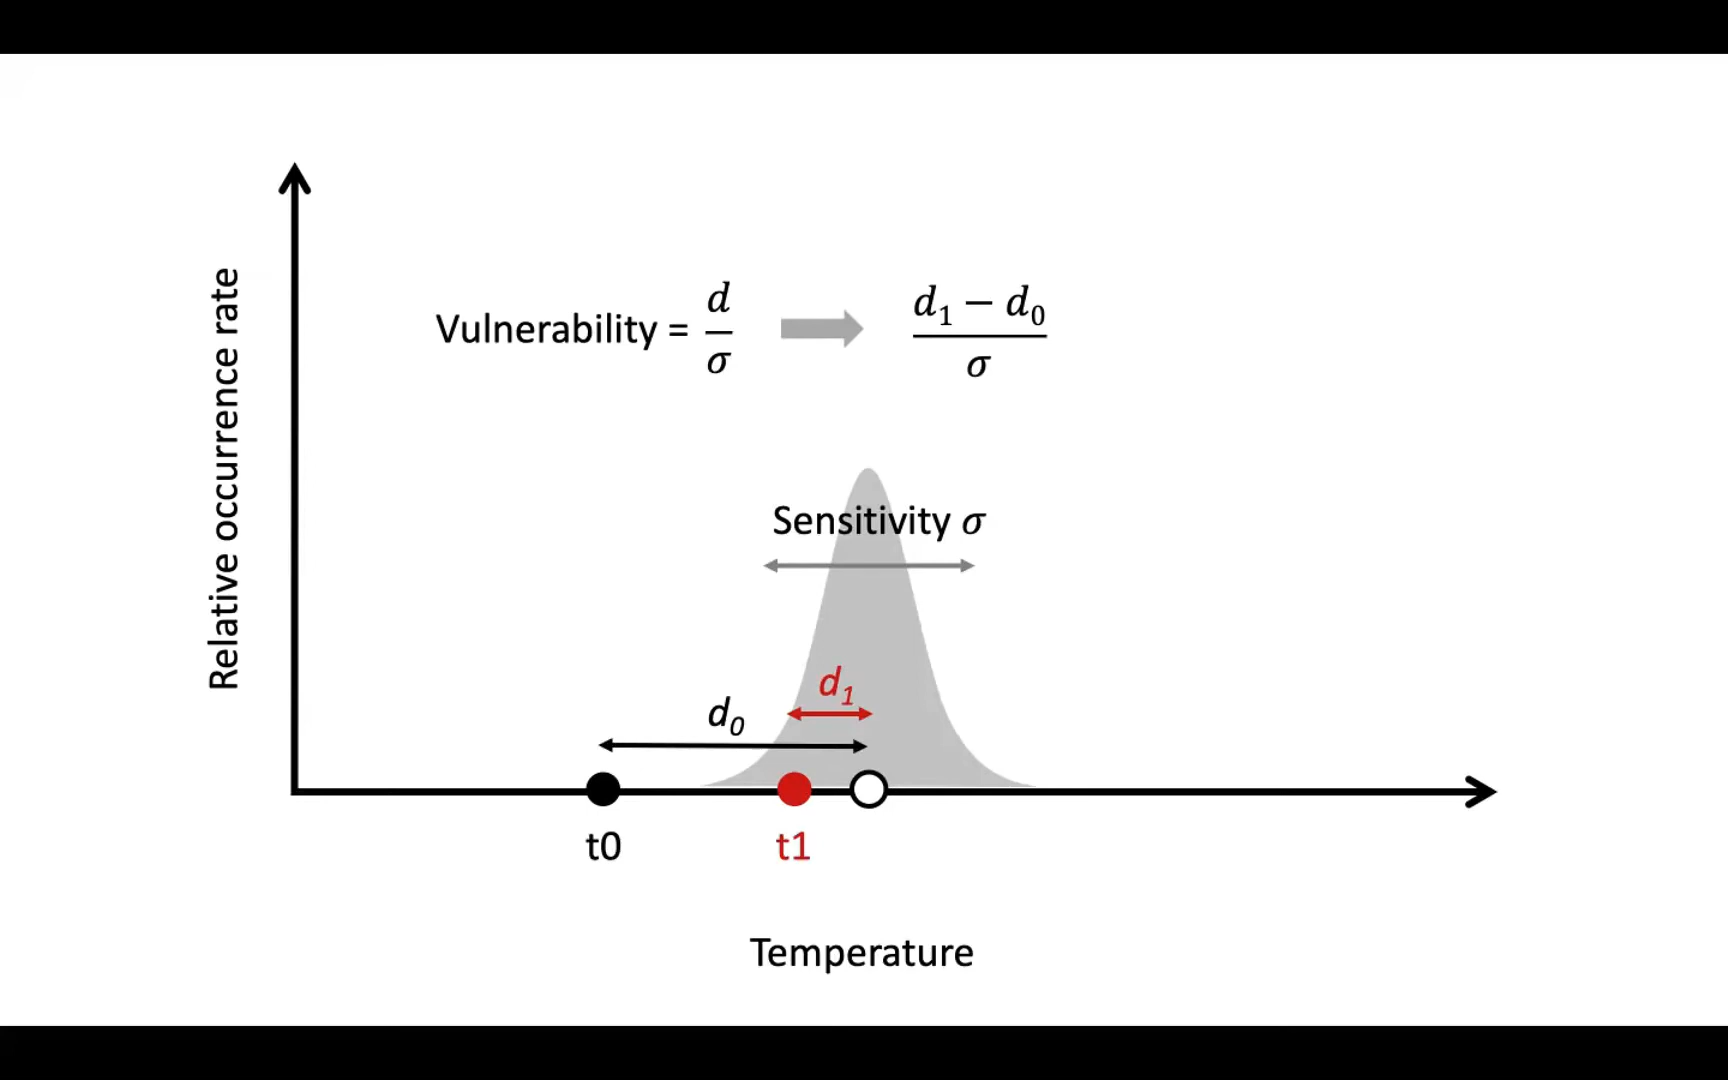 Relative occurrence rate
Vulnerability = d/σ
d₁ − d₀/σ
Sensitivity σ
d₁
d₀
t0
t1
Temperature